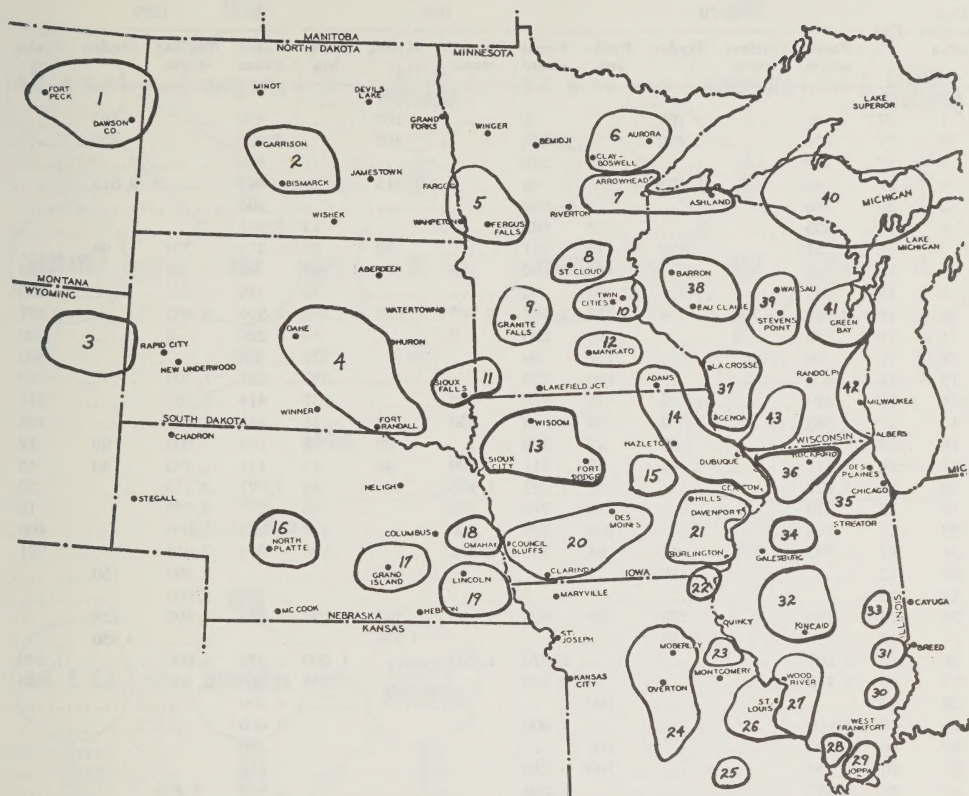 MANITOBA
NORTH DAKOTA
MINNESOTA
FORT PECK
1
DAWSON CO.
MINOT
DEVILS LAKE
GRAND FORKS
WINGER
BEMIDJI
6
AURORA
CLAY-BOSWELL
LAKE SUPERIOR
GARRISON
2
BISMARCK
JAMESTOWN
FARGO
5
WAHPETON
FERGUS FALLS
RIVERTON
ARROWHEAD
7
ASHLAND
40
MICHIGAN
LAKE MICHIGAN
WISHEK
MONTANA
WYOMING
ABERDEEN
8
ST. CLOUD
BARRON
38
EAU CLAIRE
WAUSAU
39
STEVENS POINT
41
GREEN BAY
3
RAPID CITY
NEW UNDERWOOD
OAHE
4
HURON
WATERTOWN
9
GRANITE FALLS
TWIN CITIES
10
12
MANKATO
WINNER
FORT RANDALL
SOUTH DAKOTA
CHADRON
SIOUX FALLS
11
LAKEFIELD JCT.
ADAMS
LA CROSSE
37
GENOA
RANDOLPH
43
42
MILWAUKEE
WISCONSIN
ALBERS
WISDOM
13
SIOUX CITY
FORT DODGE
14
HAZLETON
DUBUQUE
CLINTON
ROCKFORD
36
DES PLAINES
CHICAGO
35
MIC
STEGALL
NELIGH
15
HILLS
DAVENPORT
21
BURLINGTON
STREATOR
34
GALESBURG
16
NORTH PLATTE
COLUMBUS
17
GRAND ISLAND
18
OMAHA
COUNCIL BLUFFS
20
DES MOINES
CLARINDA
LINCOLN
19
IOWA
MARYVILLE
22
32
KINCAID
33
ILLINOIS
CAYUGA
MC COOK
NEBRASKA
KANSAS
HEBRON
ST. JOSEPH
QUINCY
23
MONTGOMERY
31
BREED
KANSAS CITY
MOBERLEY
OVERTON
24
WOOD RIVER
ST. LOUIS
26
27
30
WEST FRANKFORT
28
29
JOPPA
25